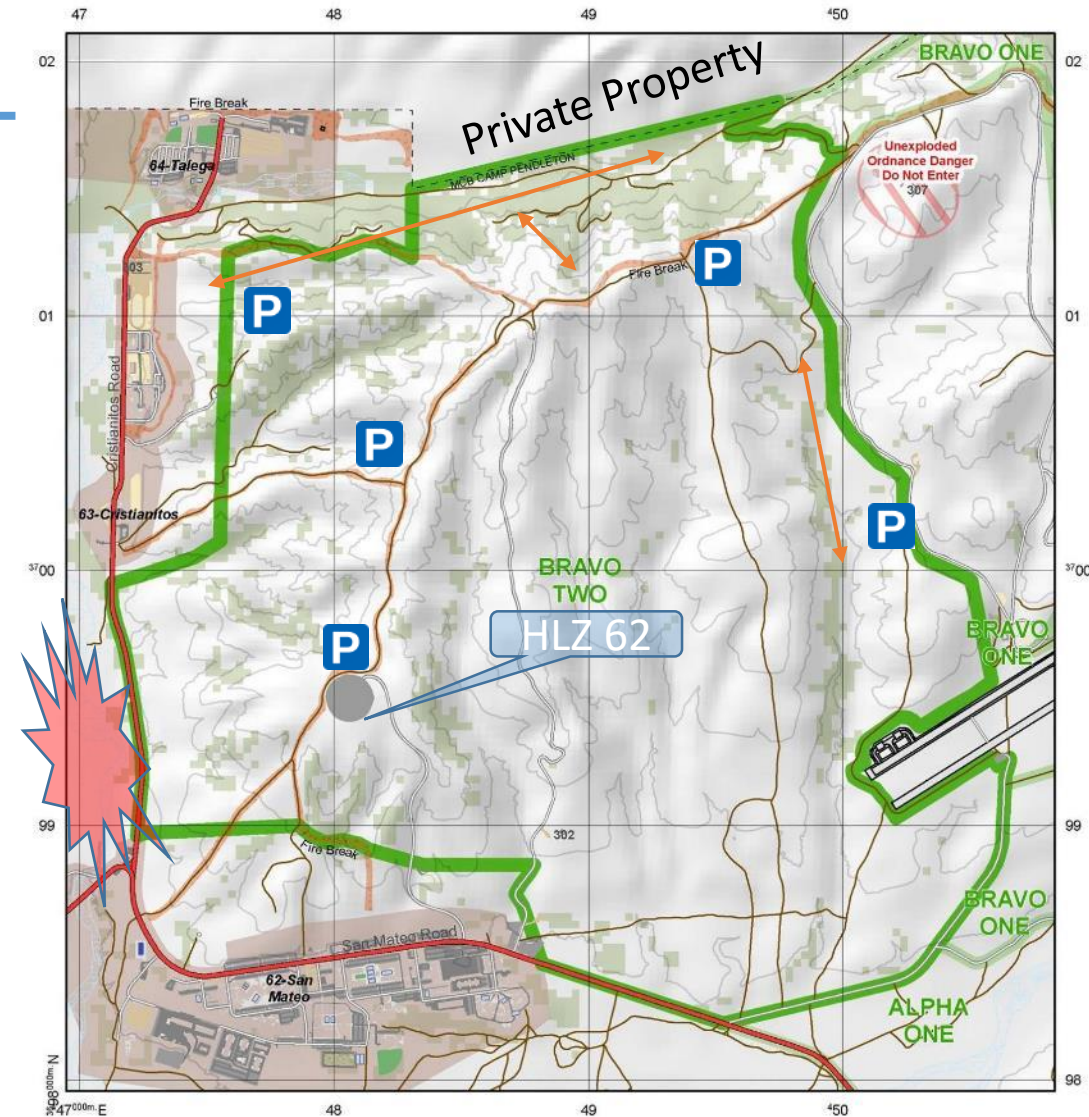 47
48
49
⁴50
02
02
BRAVO ONE
Private Property
Fire Break
64-Talega
MCB CAMP PENDLETON
Unexploded
Ordnance Danger
Do Not Enter
307
303
P
Fire Break
P
01
01
Cristianitos Road
P
63-Cristianitos
P
³⁷00
³⁷00
BRAVO
TWO
HLZ 62
P
BRAVO
ONE
99
99
302
Fire Break
San Mateo Road
62-San
Mateo
BRAVO
ONE
ALPHA
ONE
98
³⁶98⁰⁰⁰ᵐ·N
⁴47⁰⁰⁰ᵐ·E
48
49
⁴50